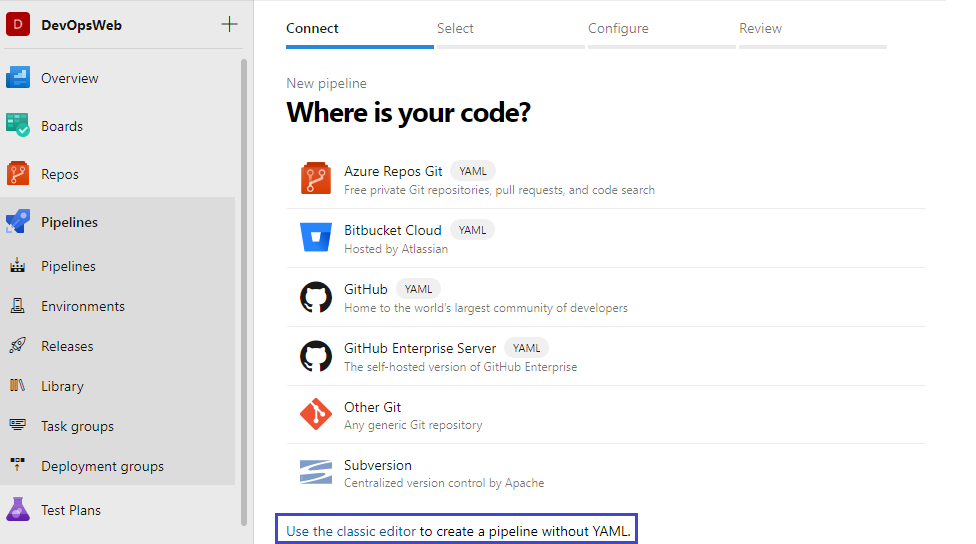 D DevOpsWeb
Overview
Boards
Repos
Pipelines
Pipelines
Environments
Releases
Library
Task groups
Deployment groups
Test Plans
Connect Select Configure Review
New pipeline
Where is your code?
Azure Repos Git YAML
Free private Git repositories, pull requests, and code search
Bitbucket Cloud YAML
Hosted by Atlassian
GitHub YAML
Home to the world's largest community of developers
GitHub Enterprise Server YAML
The self-hosted version of GitHub Enterprise
Other Git
Any generic Git repository
Subversion
Centralized version control by Apache
Use the classic editor to create a pipeline without YAML.